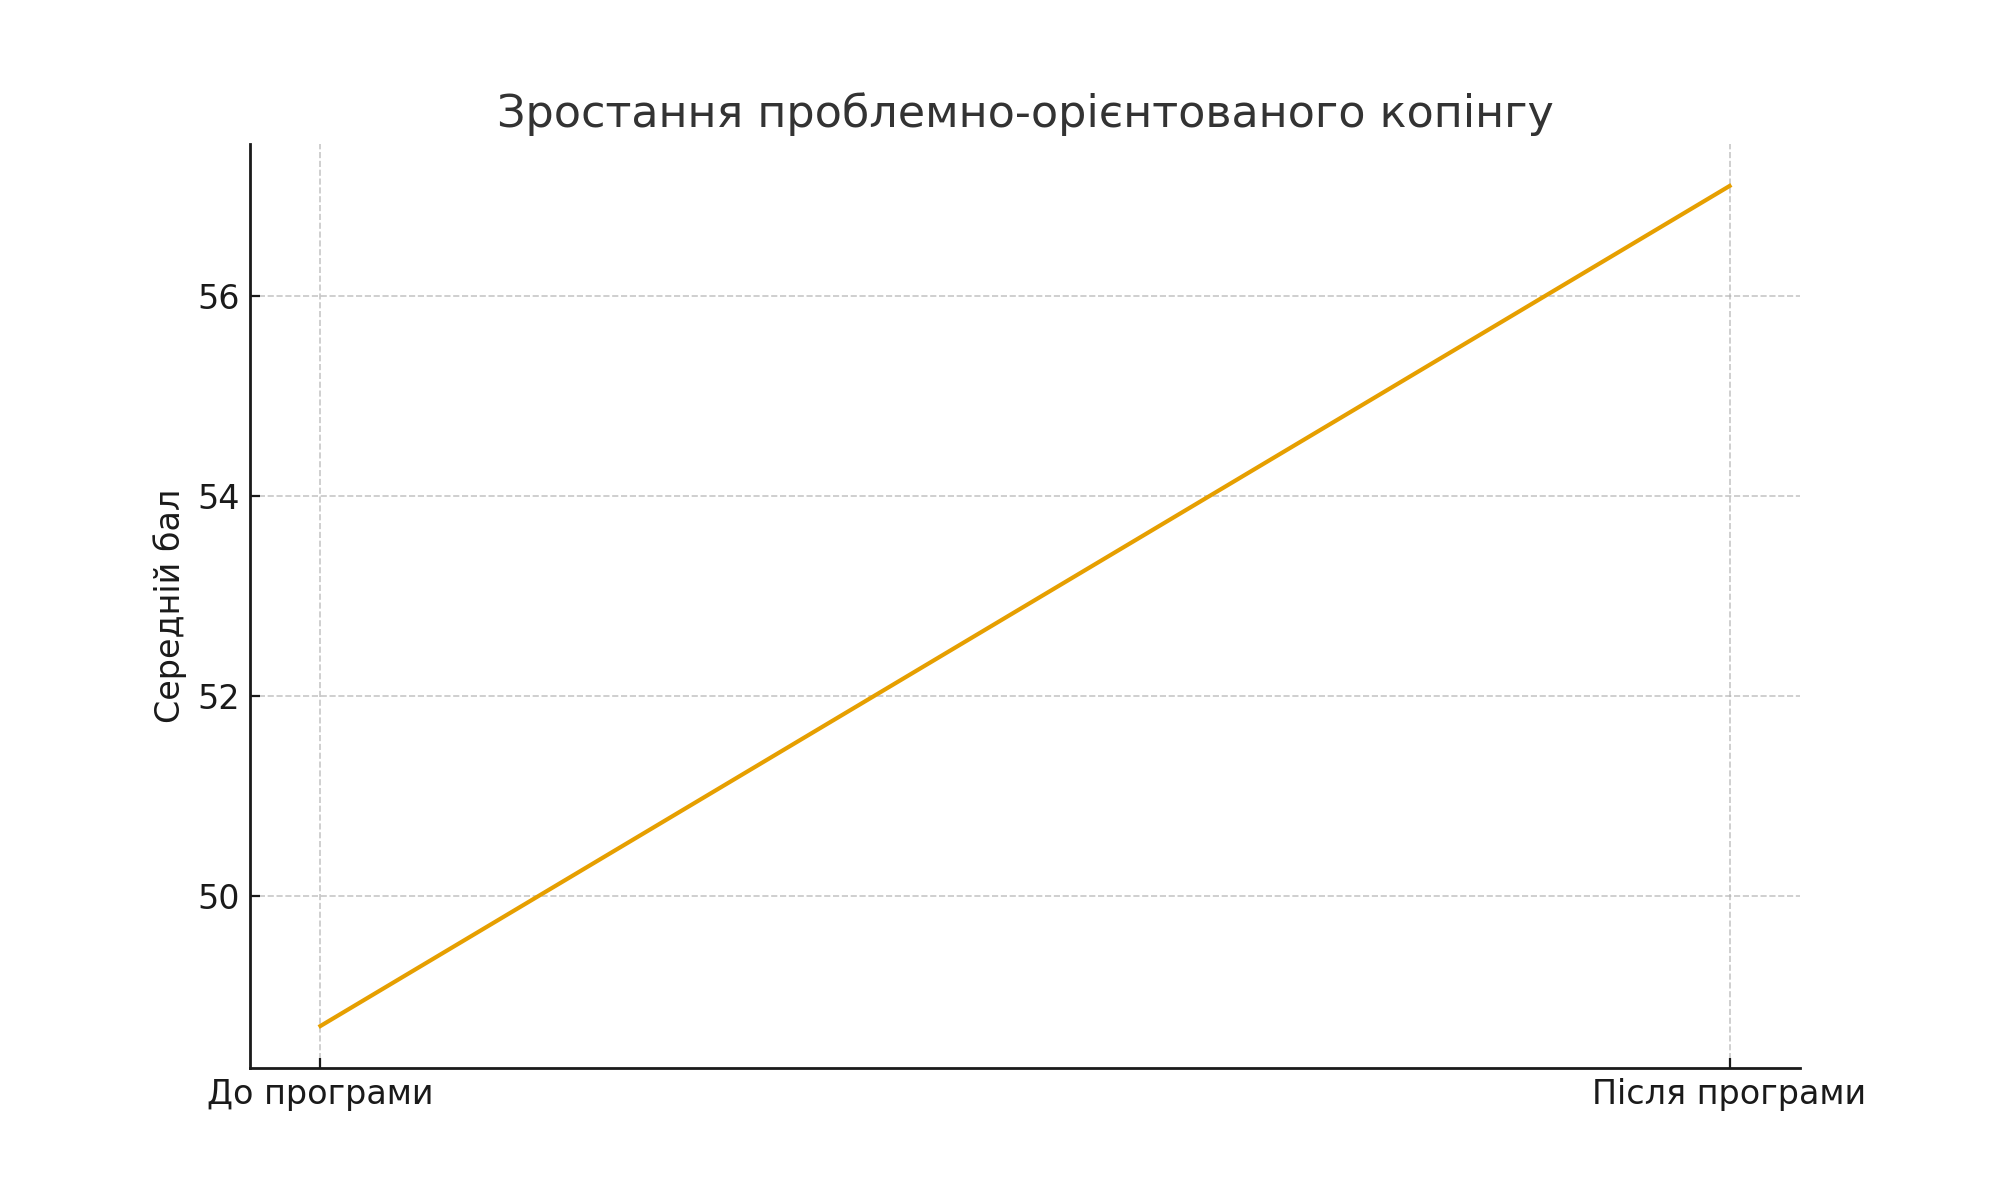 Зростання проблемно-орієнтованого копінгу
Середній бал
56
54
52
50
До програми
Після програми